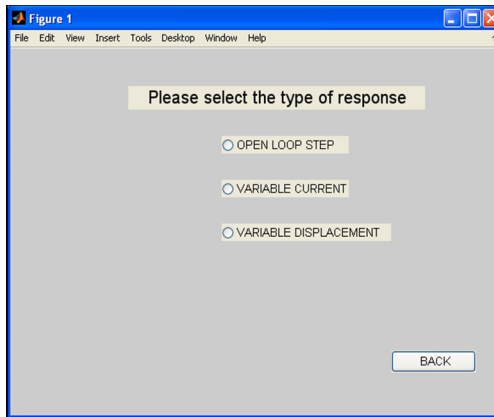 Figure 1
File Edit View Insert Tools Desktop Window Help
Please select the type of response
OPEN LOOP STEP
VARIABLE CURRENT
VARIABLE DISPLACEMENT
BACK